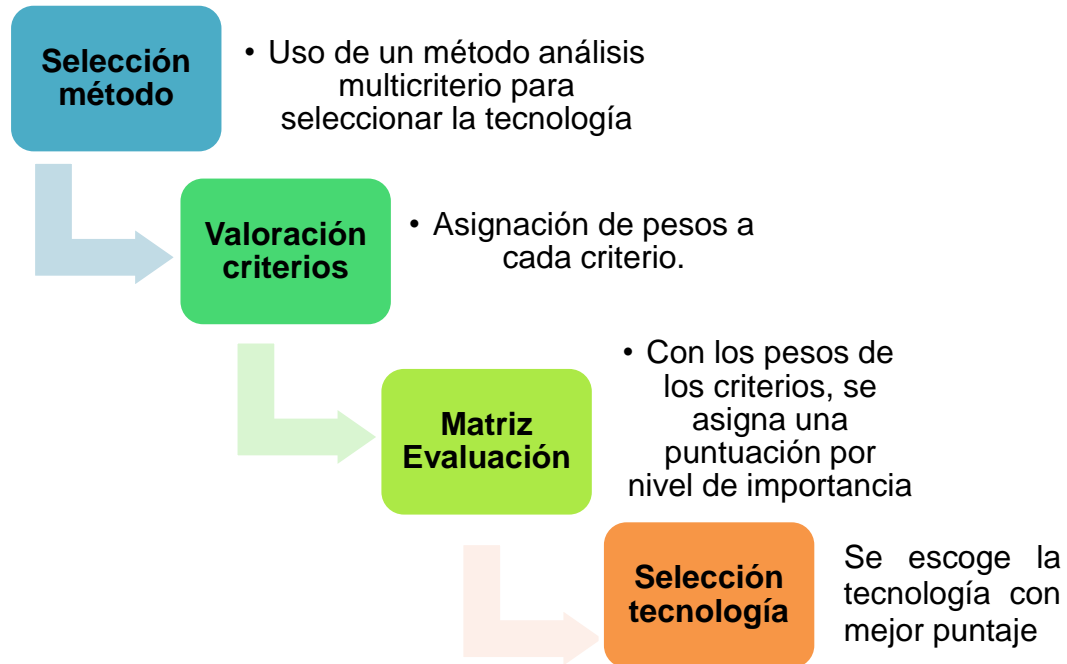 Selección
método
• Uso de un método análisis
multicriterio para
seleccionar la tecnología
Valoración
criterios
• Asignación de pesos a
cada criterio.
Matriz
Evaluación
• Con los pesos de
los criterios, se
asigna una
puntuación por
nivel de importancia
Selección
tecnología
Se escoge la
tecnología con
mejor puntaje